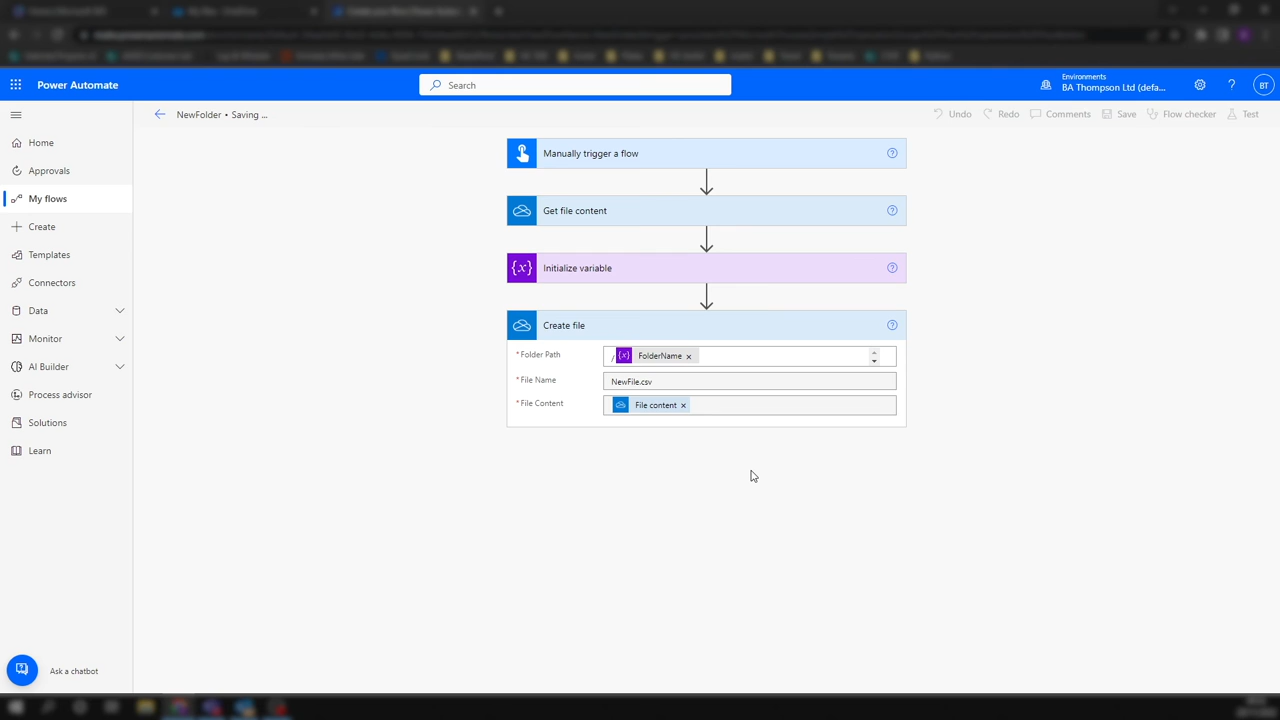 Power Automate
Search
Environments
BA Thompson Ltd (defa...
BT
NewFolder • Saving ...
Undo
Redo
Comments
Save
Flow checker
Test
Home
Approvals
My flows
Create
Templates
Connectors
Data
Monitor
AI Builder
Process advisor
Solutions
Learn
Ask a chatbot
Manually trigger a flow
Get file content
{x} Initialize variable
Create file
* Folder Path
/ {x} FolderName ×
* File Name
NewFile.csv
* File Content
File content ×